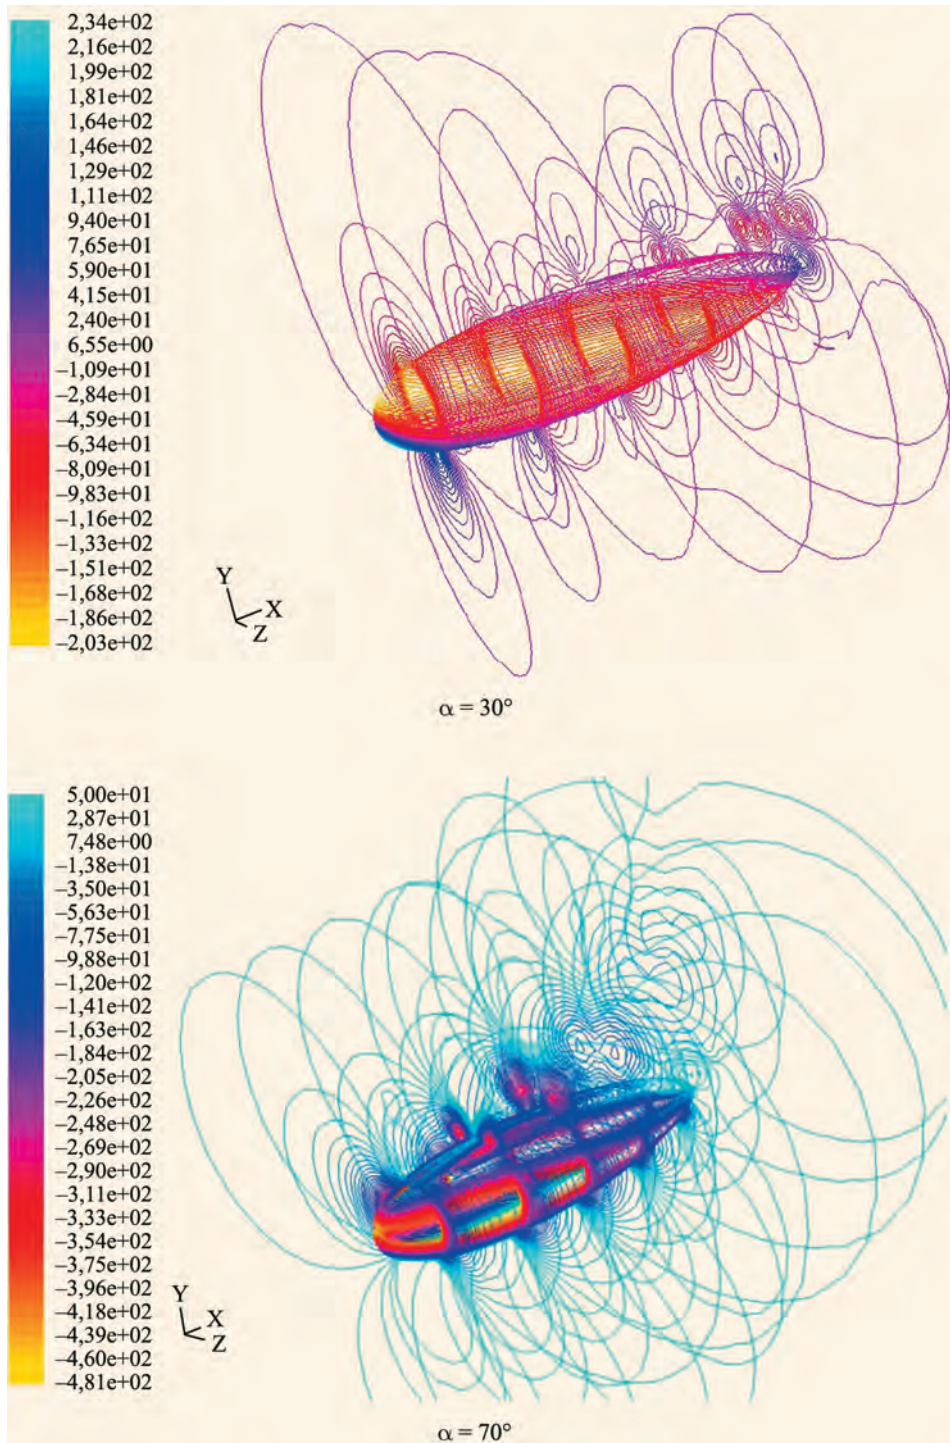 2,34e+02
2,16e+02
1,99e+02
1,81e+02
1,64e+02
1,46e+02
1,29e+02
1,11e+02
9,40e+01
7,65e+01
5,90e+01
4,15e+01
2,40e+01
6,55e+00
–1,09e+01
–2,84e+01
–4,59e+01
–6,34e+01
–8,09e+01
–9,83e+01
–1,16e+02
–1,33e+02
–1,51e+02
–1,68e+02
–1,86e+02
–2,03e+02
Y
X
Z
α = 30°
5,00e+01
2,87e+01
7,48e+00
–1,38e+01
–3,50e+01
–5,63e+01
–7,75e+01
–9,88e+01
–1,20e+02
–1,41e+02
–1,63e+02
–1,84e+02
–2,05e+02
–2,26e+02
–2,48e+02
–2,69e+02
–2,90e+02
–3,11e+02
–3,33e+02
–3,54e+02
–3,75e+02
–3,96e+02
–4,18e+02
–4,39e+02
–4,60e+02
–4,81e+02
Y
X
Z
α = 70°